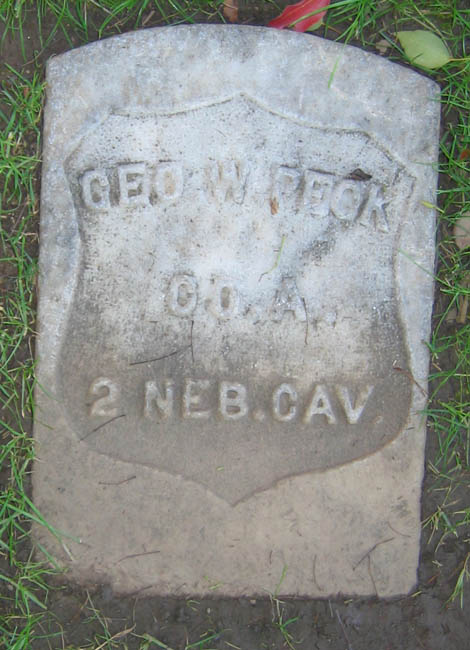 GEO W PECK
CO. A.
2 NEB. CAV.